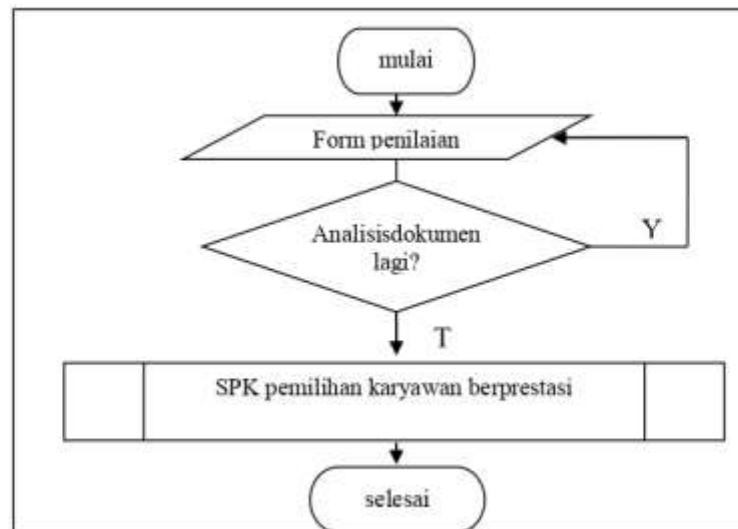 mulai
Form penilaian
Analisisdokumen
lagi?
Y
T
SPK pemilihan karyawan berprestasi
selesai